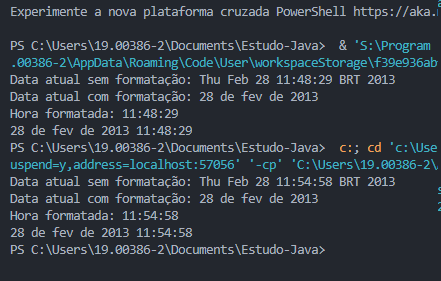 Experimente a nova plataforma cruzada PowerShell https://aka.
PS C:\Users\19.00386-2\Documents\Estudo-Java>  & 'S:\Program
.00386-2\AppData\Roaming\Code\User\workspaceStorage\f39e936ab
Data atual sem formatação: Thu Feb 28 11:48:29 BRT 2013
Data atual com formatação: 28 de fev de 2013
Hora formatada: 11:48:29
28 de fev de 2013 11:48:29
PS C:\Users\19.00386-2\Documents\Estudo-Java>  c:; cd 'c:\Use
uspend=y,address=localhost:57056' '-cp' 'C:\Users\19.00386-2\
Data atual sem formatação: Thu Feb 28 11:54:58 BRT 2013
Data atual com formatação: 28 de fev de 2013
Hora formatada: 11:54:58
28 de fev de 2013 11:54:58
PS C:\Users\19.00386-2\Documents\Estudo-Java>